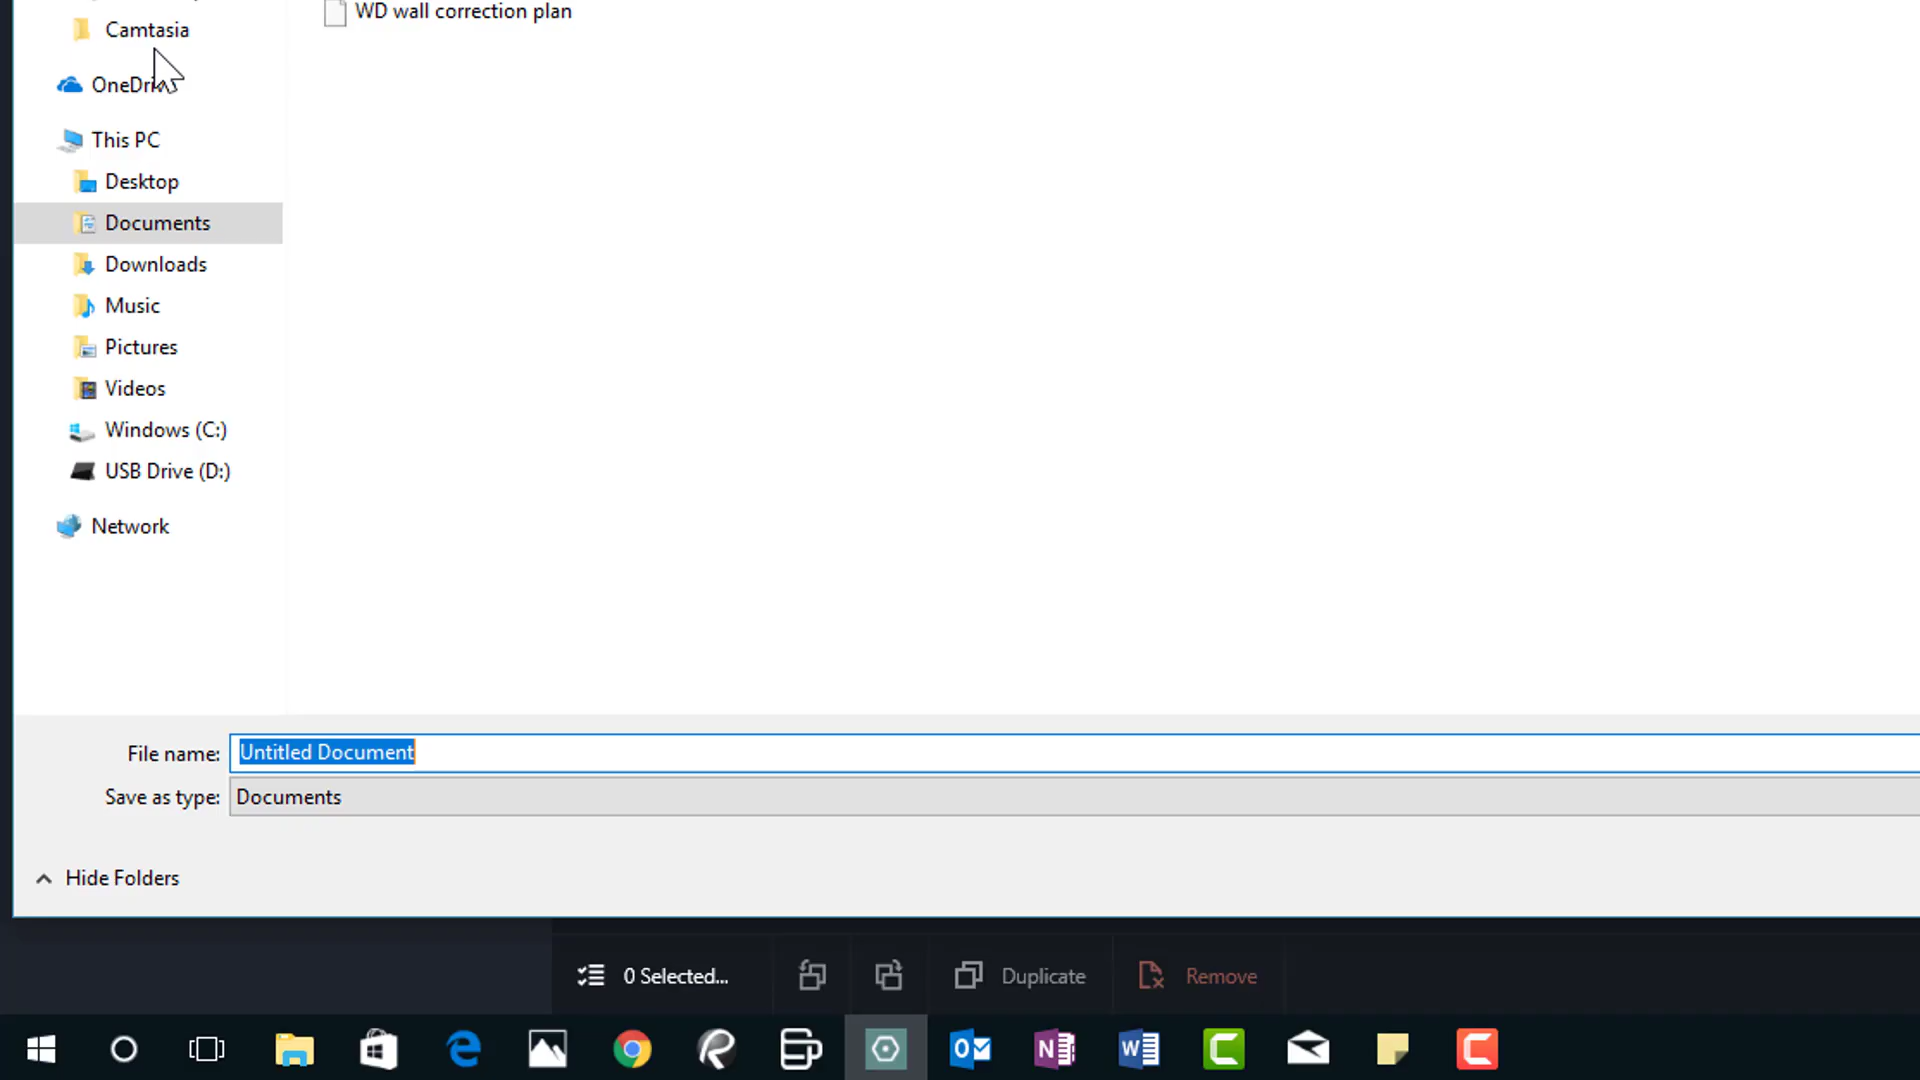 WD wall correction plan
Camtasia
OneDrive
This PC
Desktop
Documents
Downloads
Music
Pictures
Videos
Windows (C:)
USB Drive (D:)
Network
File name: Untitled Document
Save as type: Documents
Hide Folders
0 Selected... Duplicate Remove